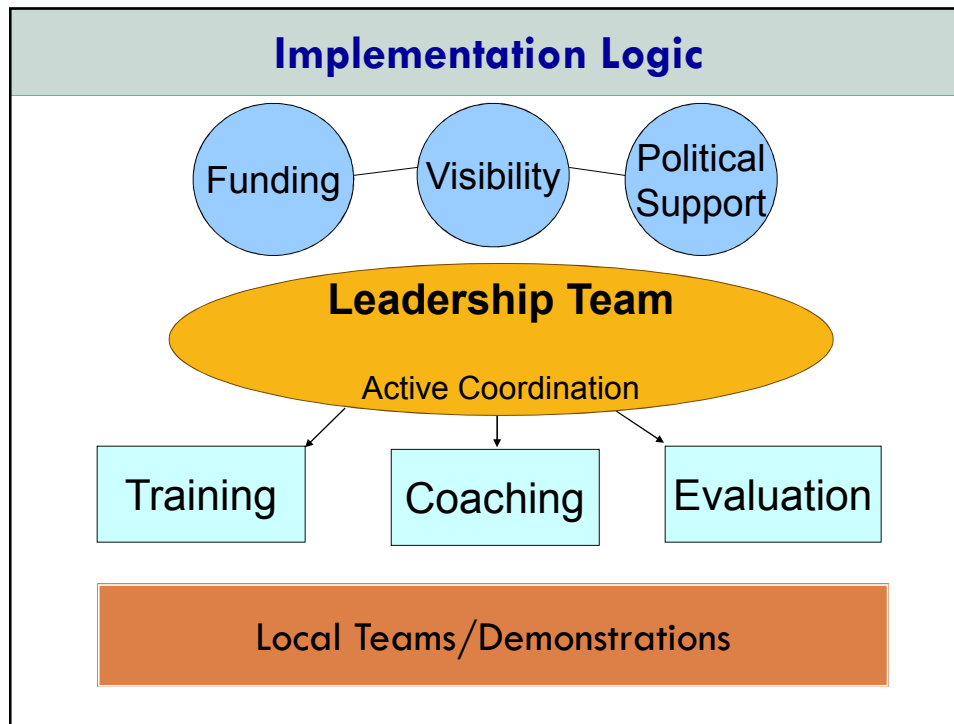 Implementation Logic
Funding
Visibility
Political
Support
Leadership Team
Active Coordination
Training
Coaching
Evaluation
Local Teams/Demonstrations